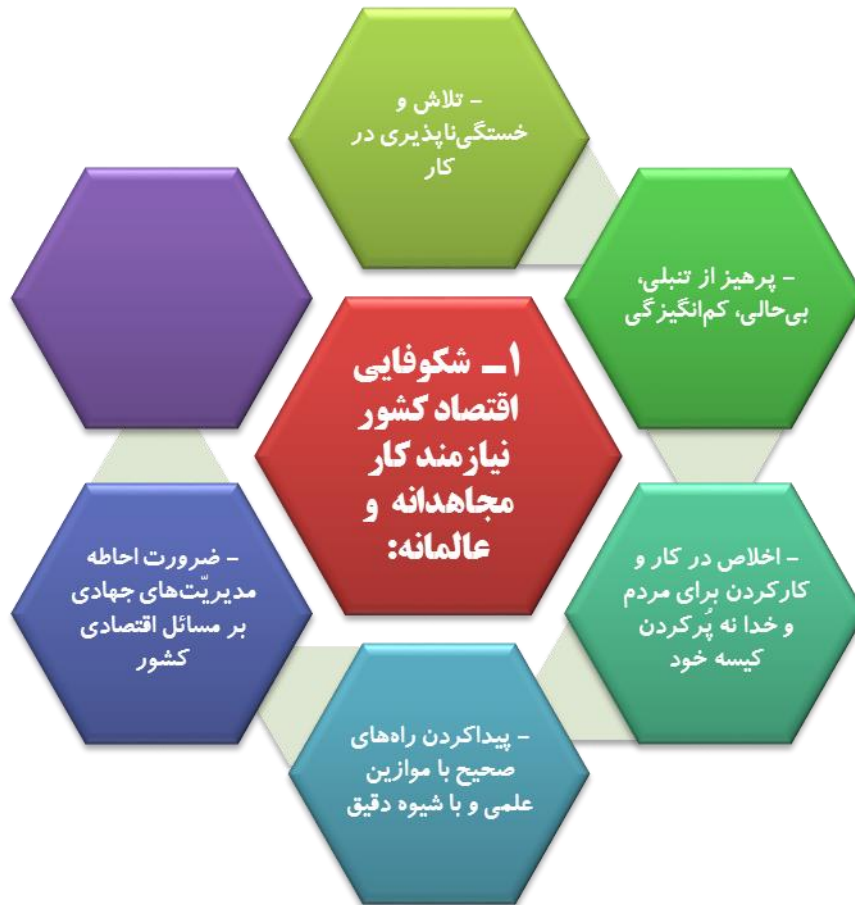 - تلاش و
خستگی‌ناپذیری در
کار
- پرهیز از تنبلی،
بی‌حالی، کم‌انگیزگی
۱ـ شکوفایی
اقتصاد کشور
نیازمند کار
مجاهدانه و
عالمانه:
- اخلاص در کار و
کارکردن برای مردم
و خدا نه پُرکردن
کیسه خود
- پیداکردن راه‌های
صحیح با موازین
علمی و با شیوه دقیق
- ضرورت احاطه
مدیریّت‌های جهادی
بر مسائل اقتصادی
کشور